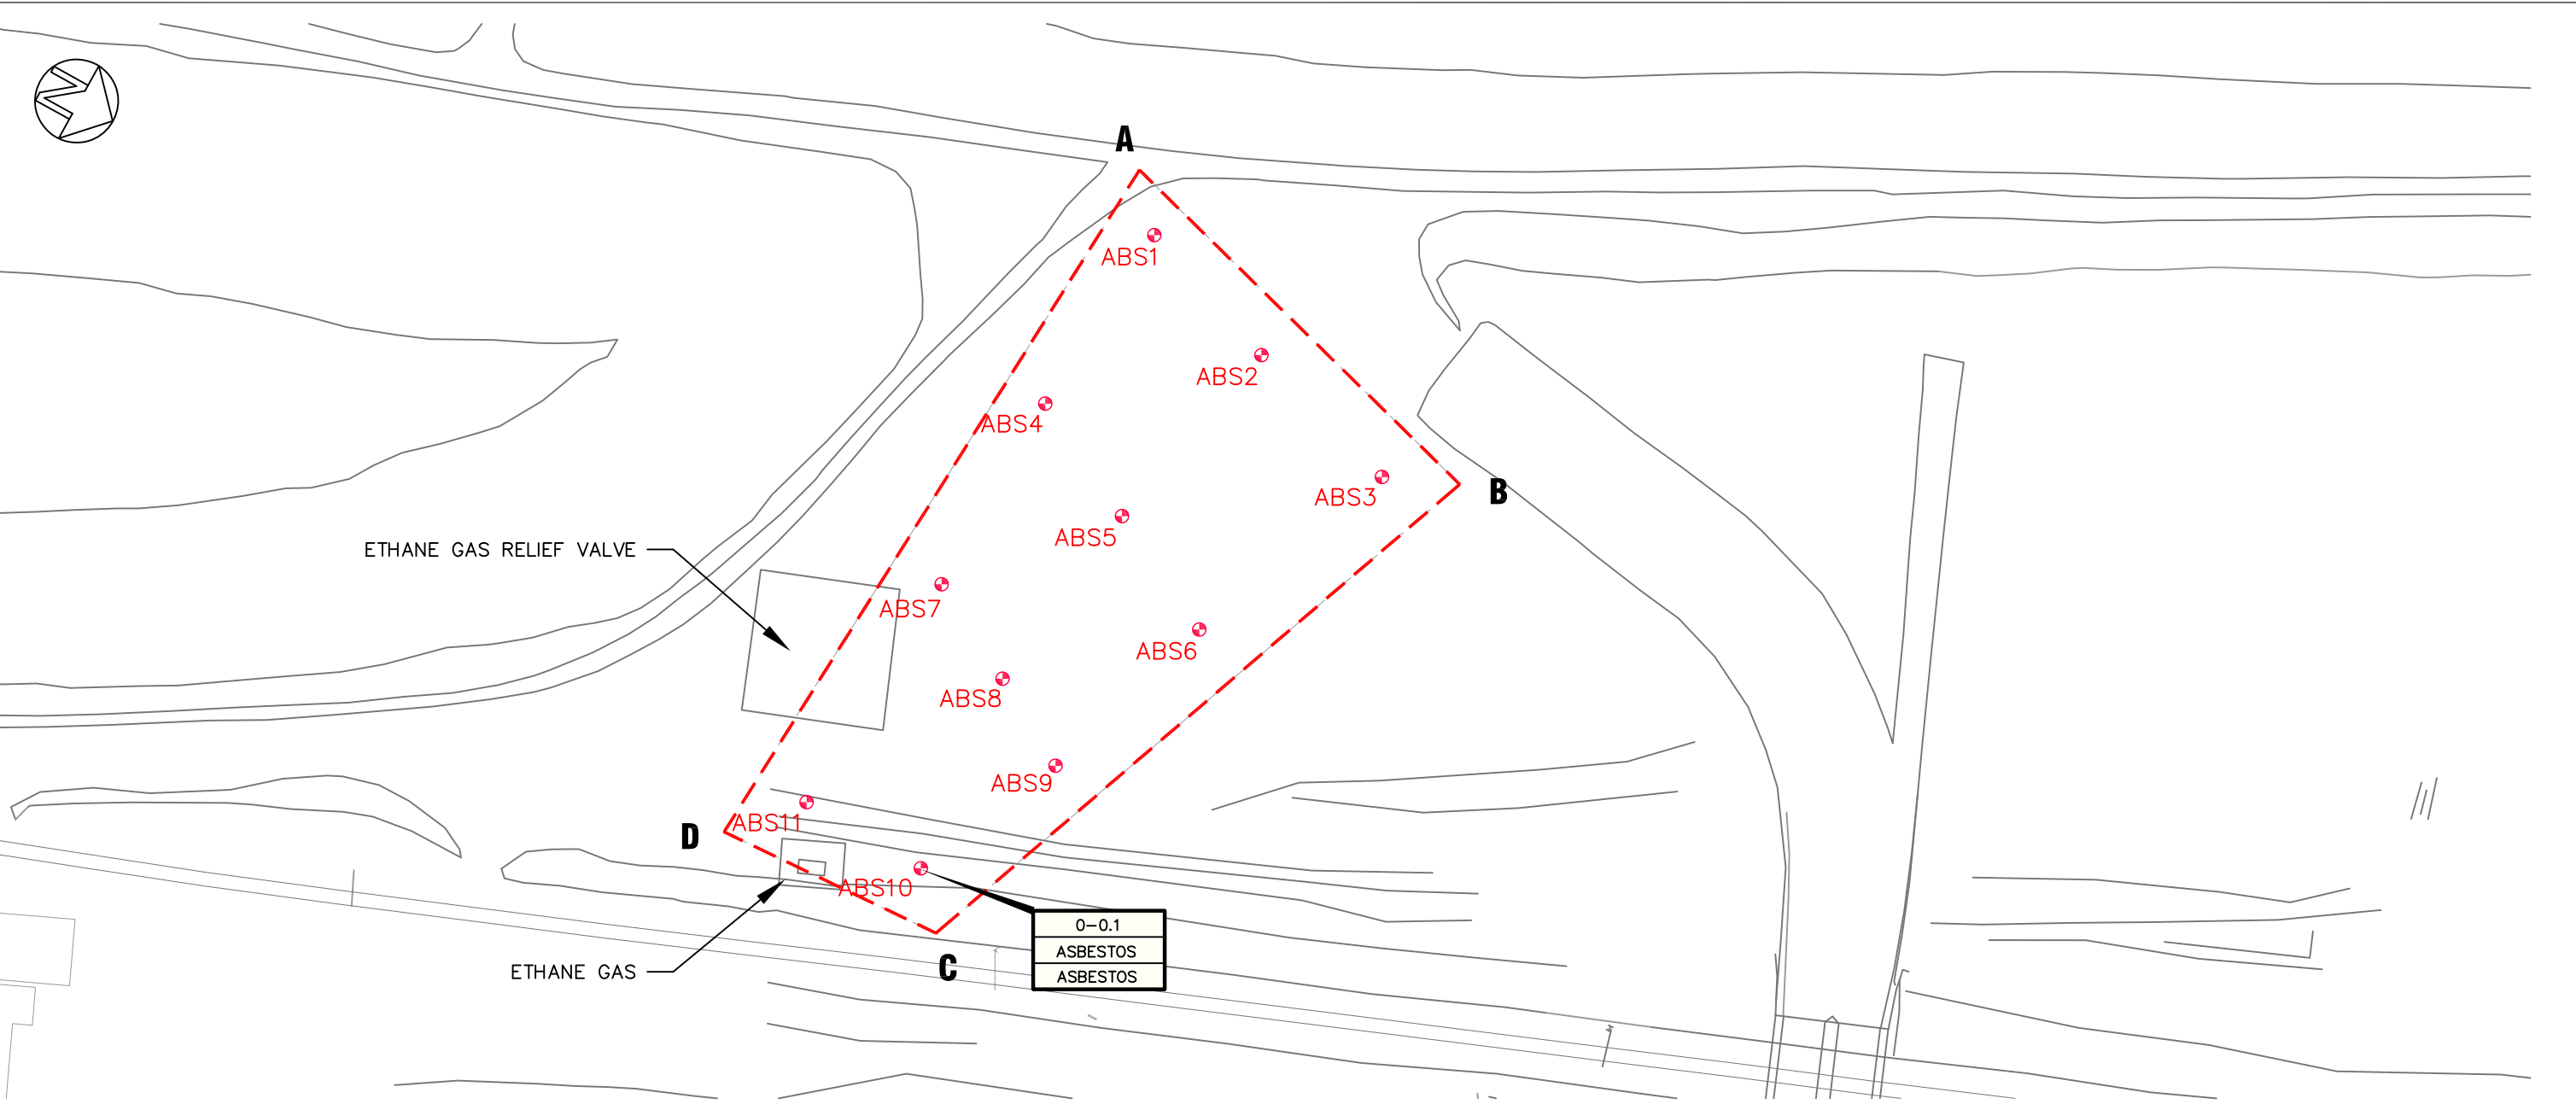 N
A
ABS1
ABS2
ABS4
ABS3
B
ABS5
ETHANE GAS RELIEF VALVE
ABS7
ABS6
ABS8
ABS9
ABS11
D
ABS10
0-0.1
ASBESTOS
ASBESTOS
C
ETHANE GAS